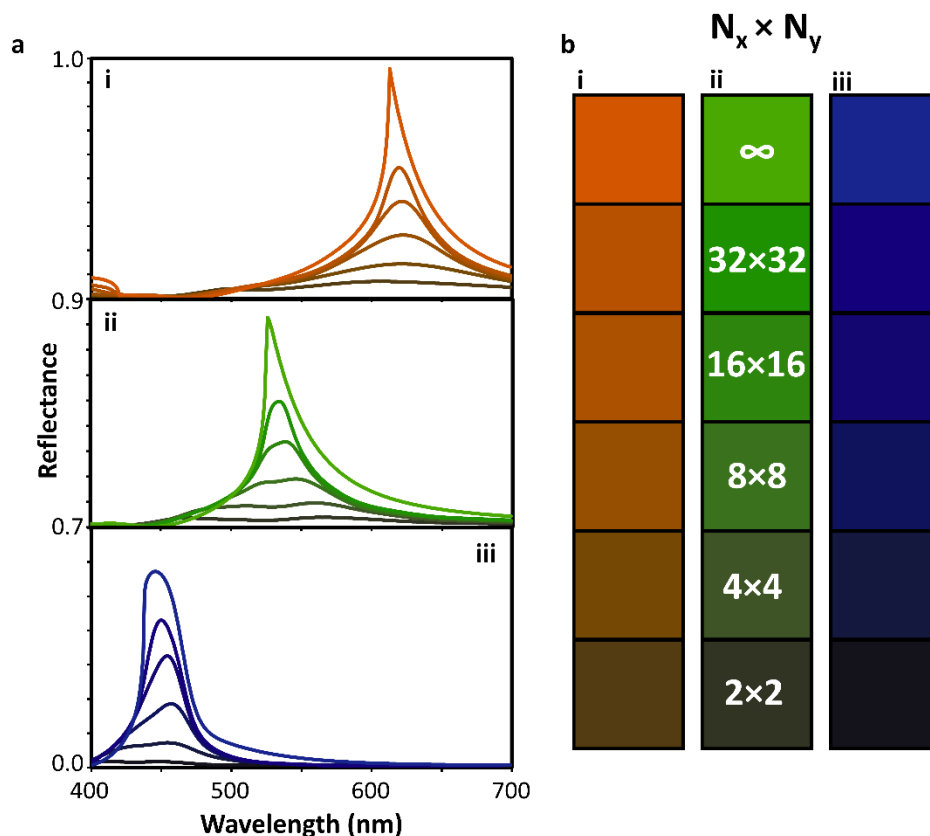 a
i
1.0
ii
0.9
iii
0.7
0.0
Reflectance
400
500
600
700
Wavelength (nm)
b
Nx × Ny
i
ii
iii
∞
32×32
16×16
8×8
4×4
2×2